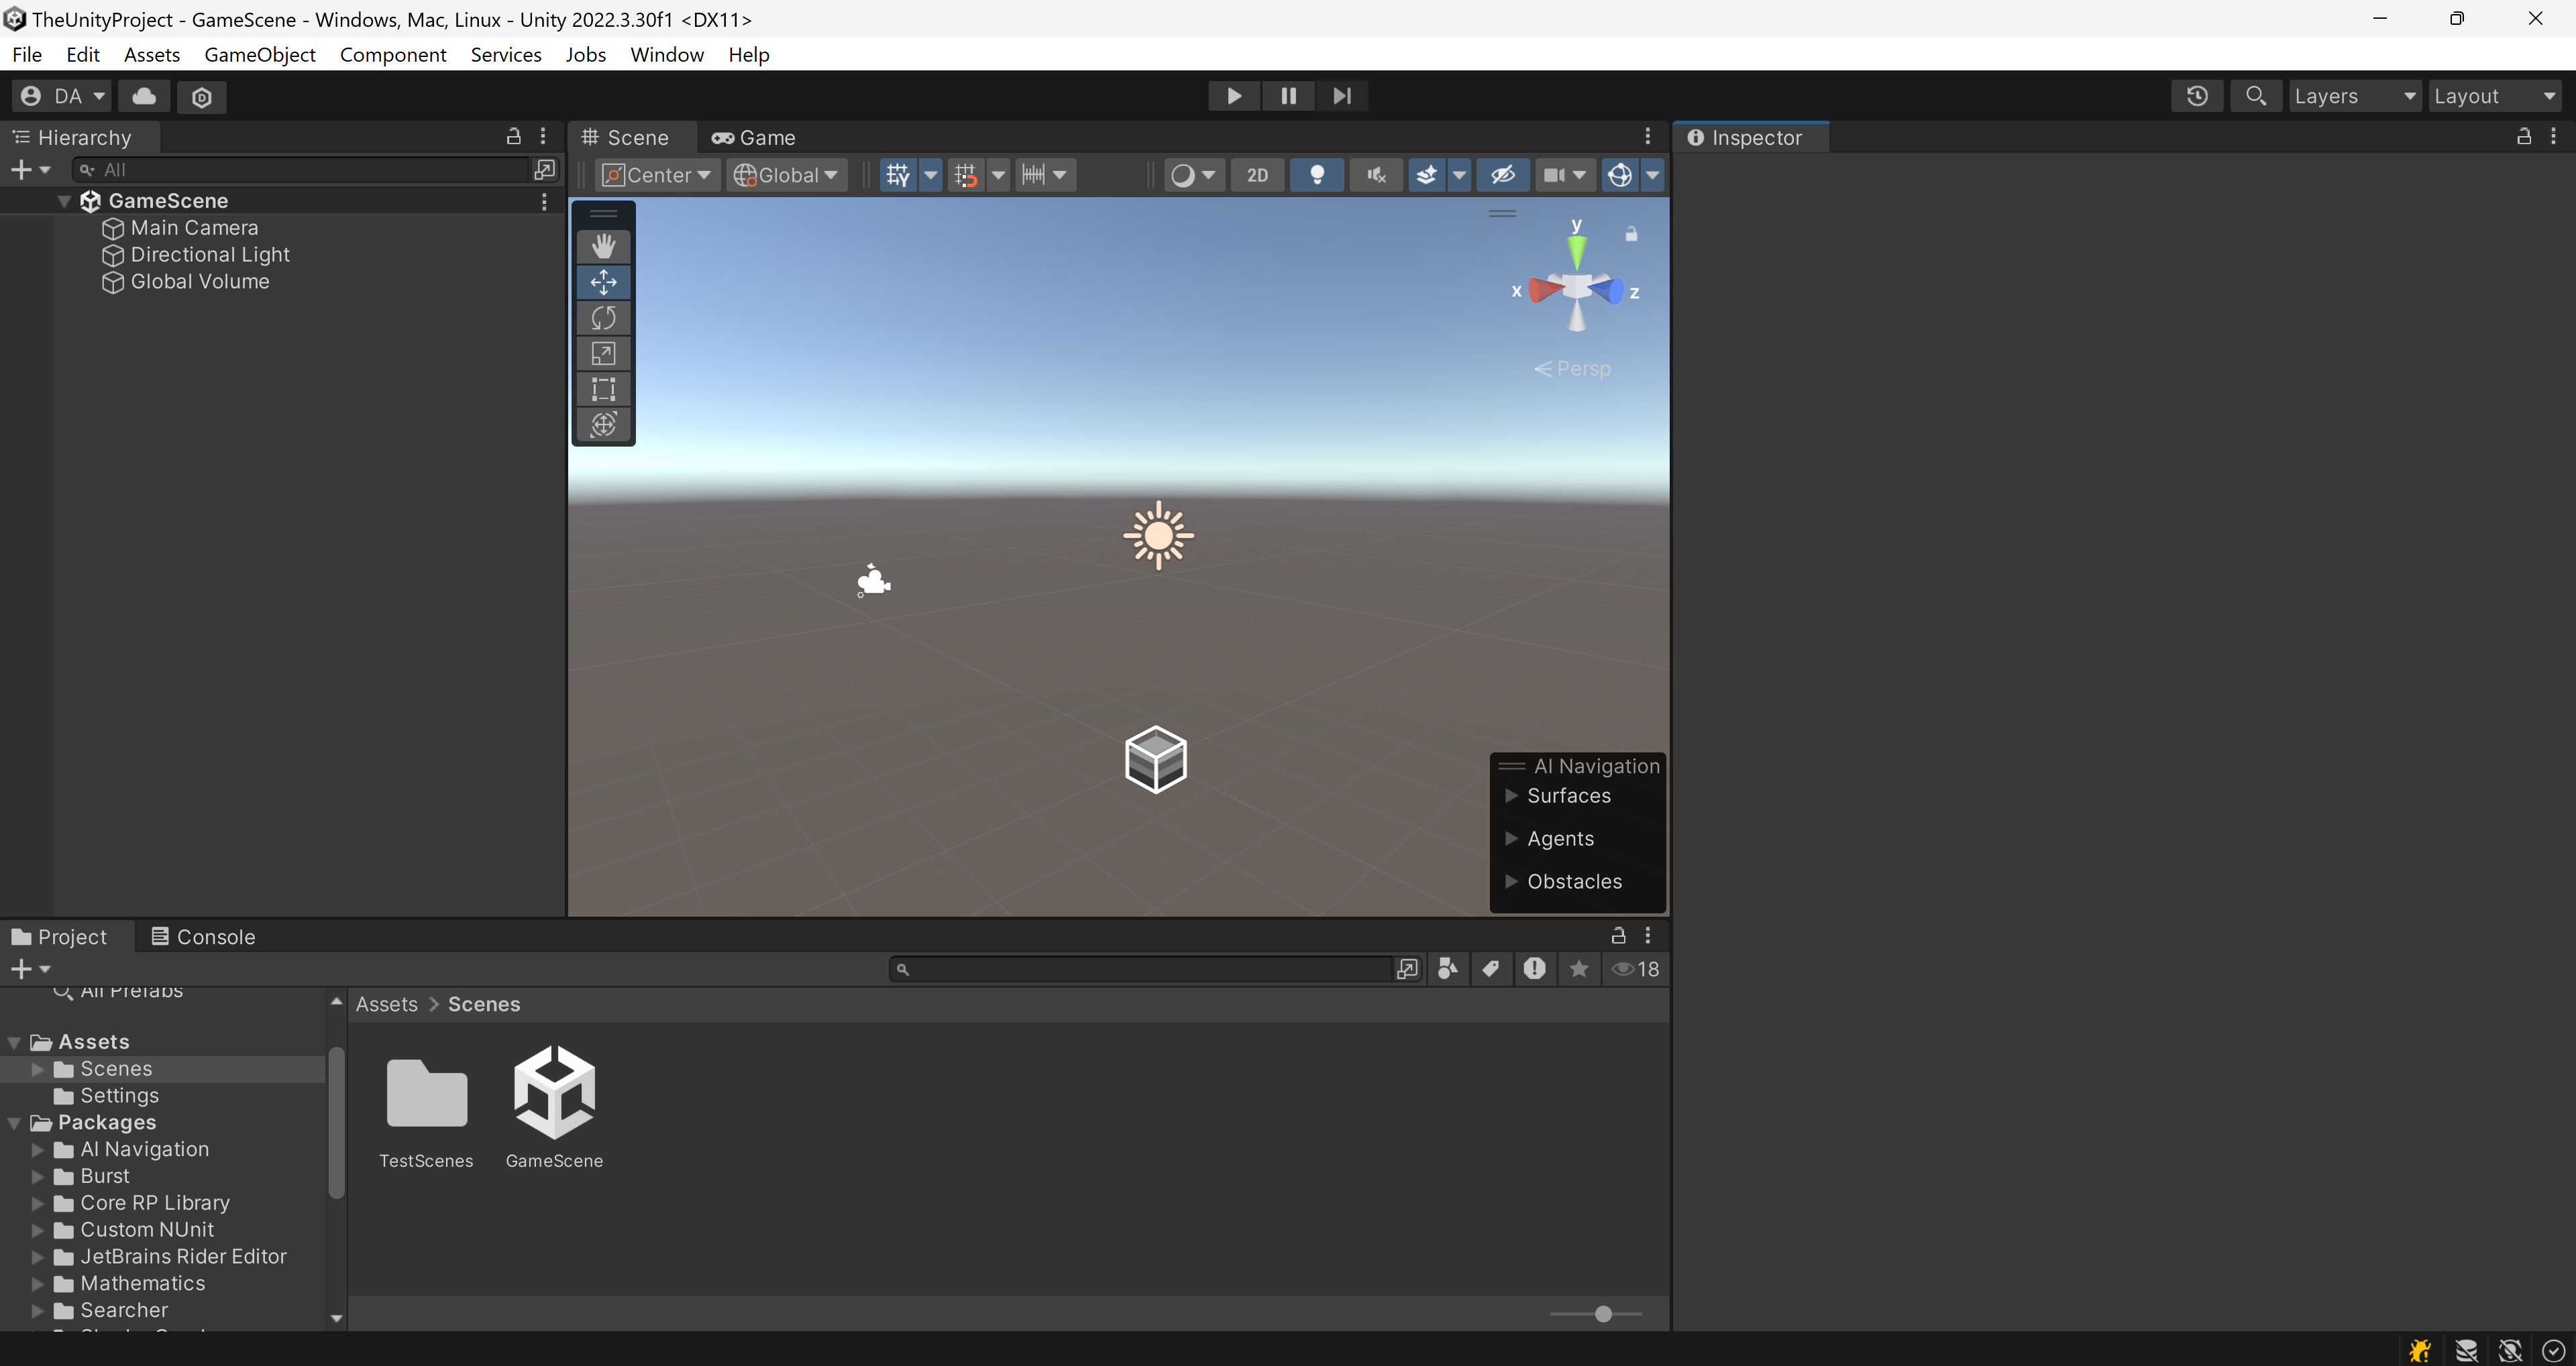 TheUnityProject - GameScene - Windows, Mac, Linux - Unity 2022.3.30f1 <DX11>
File Edit Assets GameObject Component Services Jobs Window Help
DA
Layers
Layout
Hierarchy
All
GameScene
Main Camera
Directional Light
Global Volume
Scene Game
Center Global 2D
y
x z
Persp
AI Navigation
Surfaces
Agents
Obstacles
Inspector
Project Console
18
All Prefabs
Assets
Scenes
Settings
Packages
AI Navigation
Burst
Core RP Library
Custom NUnit
JetBrains Rider Editor
Mathematics
Searcher
Assets > Scenes
TestScenes GameScene